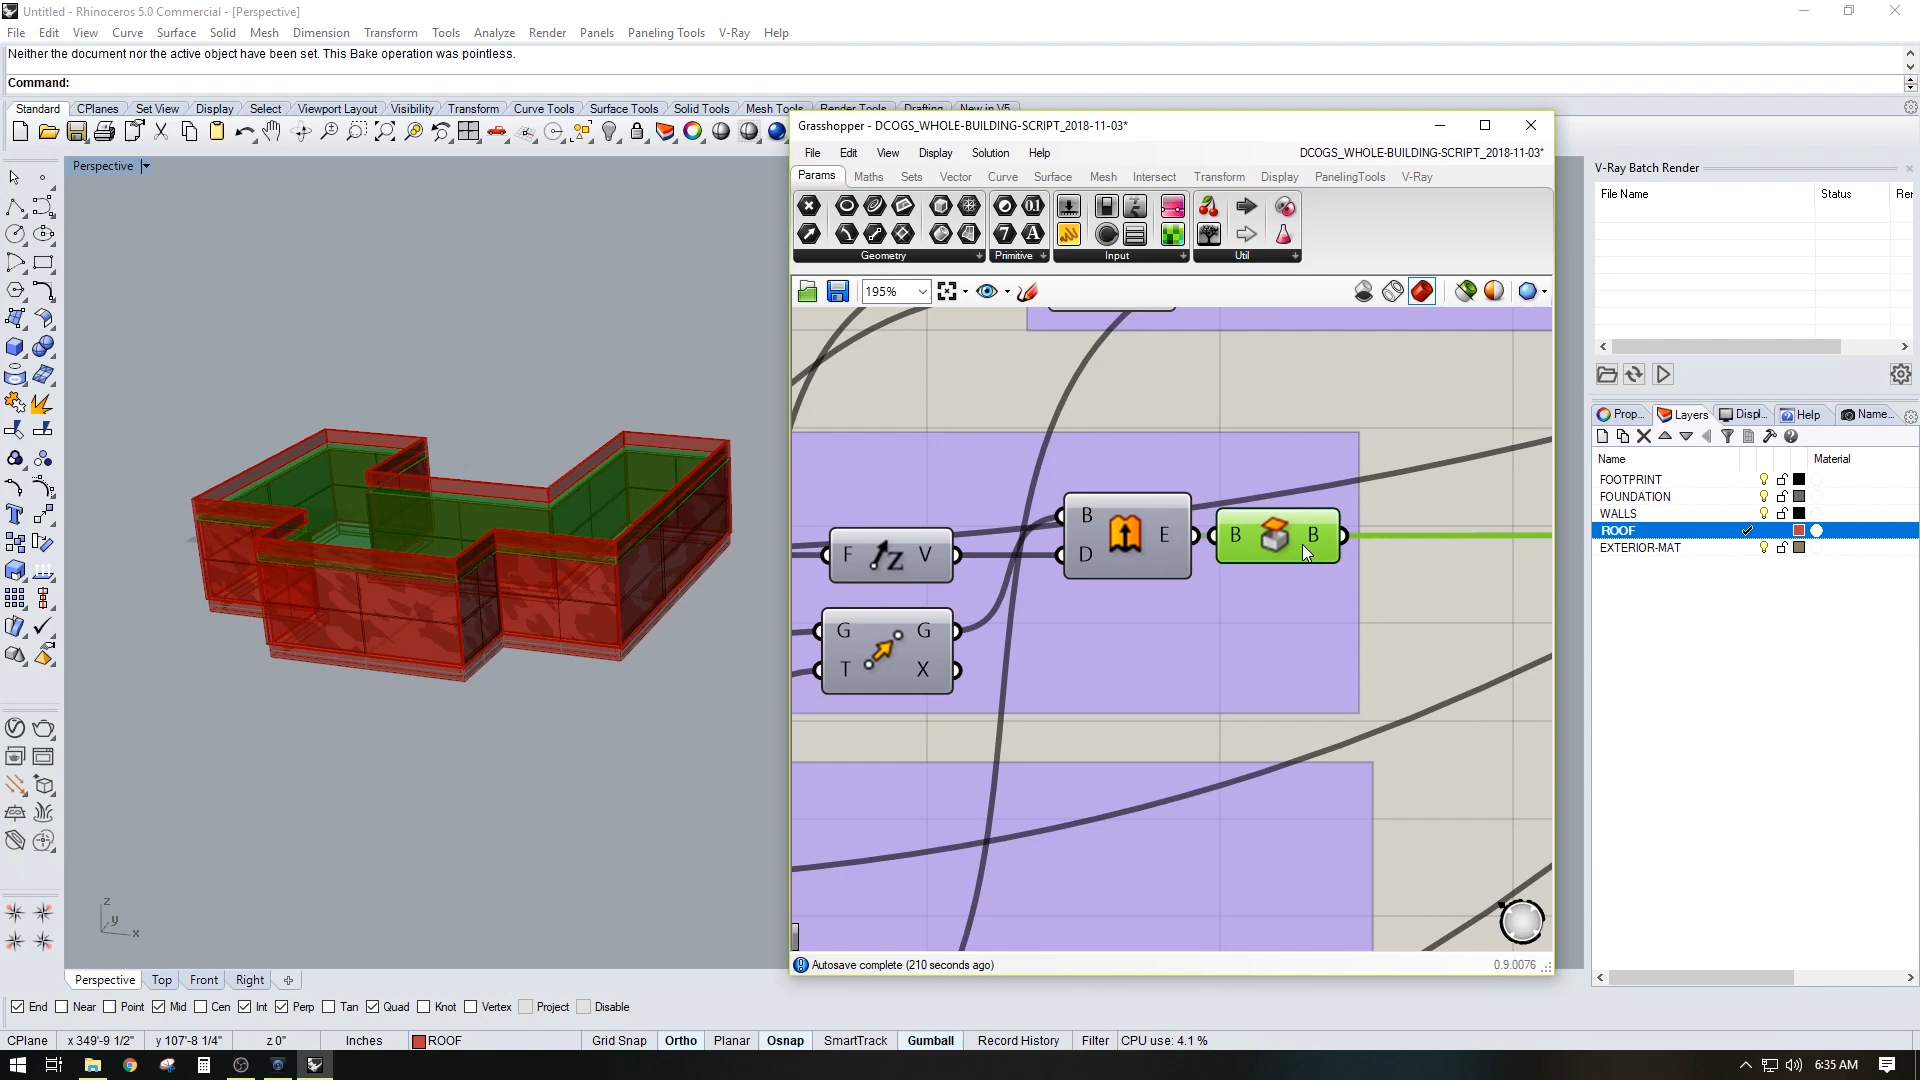 Untitled - Rhinoceros 5.0 Commercial - [Perspective]
File Edit View Curve Surface Solid Mesh Dimension Transform Tools Analyze Render Panels Paneling Tools V-Ray Help
Neither the document nor the active object have been set. This Bake operation was pointless.
Command:
Standard CPlanes Set View Display Select Viewport Layout Visibility Transform Curve Tools Surface Tools Solid Tools Mesh Tools Render Tools Drafting New in V5
Perspective
Grasshopper - DCOGS_WHOLE-BUILDING-SCRIPT_2018-11-03*
File Edit View Display Solution Help DCOGS_WHOLE-BUILDING-SCRIPT_2018-11-03*
Params Maths Sets Vector Curve Surface Mesh Intersect Transform Display PanelingTools V-Ray
Geometry Primitive Input Util
195%
B E
D
B B
F Z V
G G
T X
Autosave complete (210 seconds ago) 0.9.0076
V-Ray Batch Render
File Name Status Rer
Prop... Layers Displ... Help Name...
Name Material
FOOTPRINT
FOUNDATION
WALLS
ROOF
EXTERIOR-MAT
z
y
x
Perspective Top Front Right
End Near Point Mid Cen Int Perp Tan Quad Knot Vertex Project Disable
CPlane x 349'-9 1/2" y 107'-8 1/4" z 0" Inches ROOF Grid Snap Ortho Planar Osnap SmartTrack Gumball Record History Filter CPU use: 4.1 %
6:35 AM